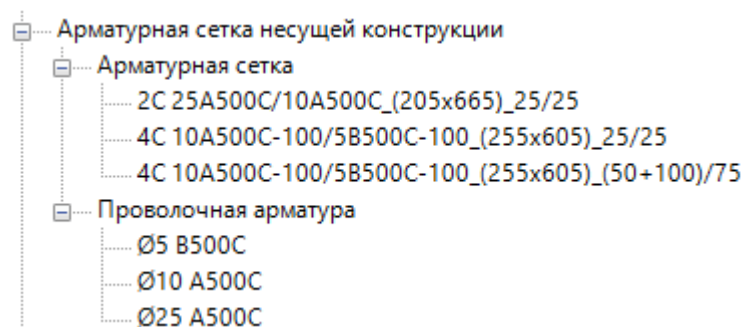 Арматурная сетка несущей конструкции
Арматурная сетка
2С 25А500С/10А500С_(205х665)_25/25
4С 10А500С-100/5В500С-100_(255х605)_25/25
4С 10А500С-100/5В500С-100_(255х605)_(50+100)/75
Проволочная арматура
Ø5 В500С
Ø10 А500С
Ø25 А500С